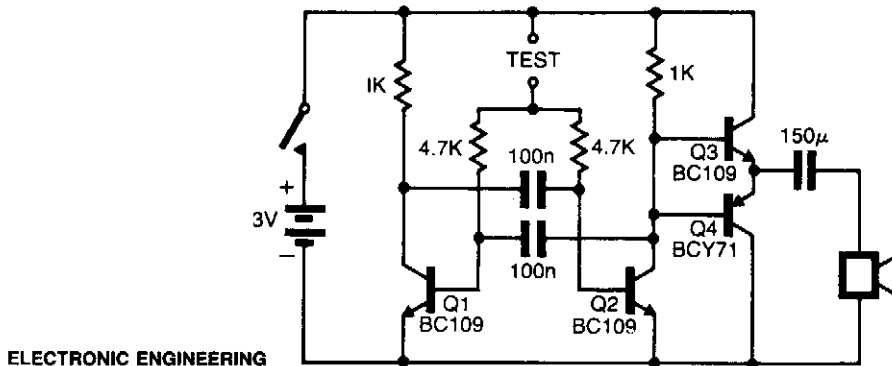 TEST
IK
1K
4.7K
4.7K
100n
100n
Q3
BC109
150μ
+
3V
−
Q4
BCY71
Q1
BC109
Q2
BC109
ELECTRONIC ENGINEERING